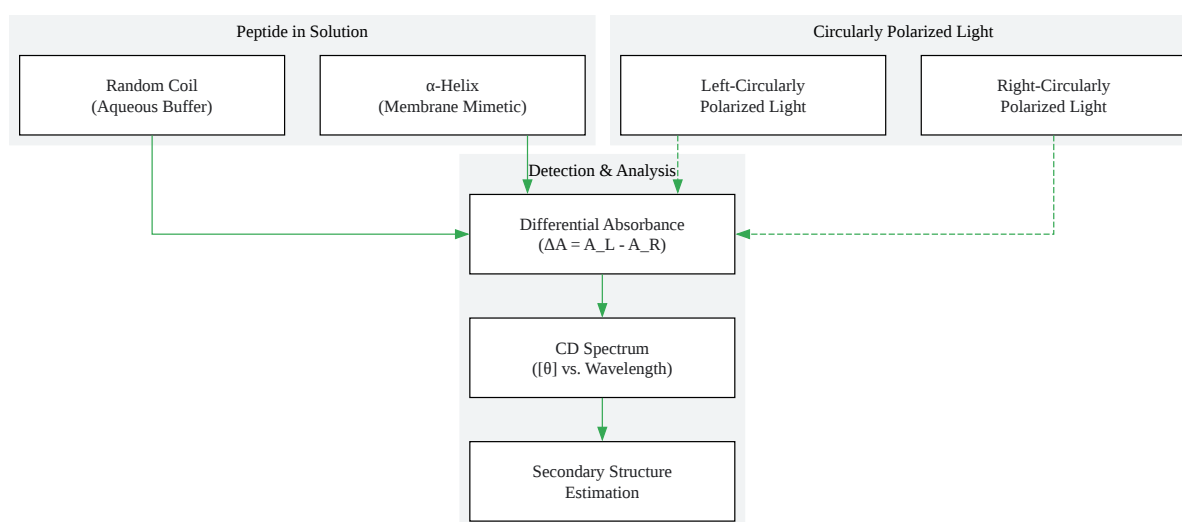 Peptide in Solution
Circularly Polarized Light
Random Coil
(Aqueous Buffer)
α-Helix
(Membrane Mimetic)
Left-Circularly
Polarized Light
Right-Circularly
Polarized Light
Detection & Analysis
Differential Absorbance
(ΔA = A_L - A_R)
CD Spectrum
([θ] vs. Wavelength)
Secondary Structure
Estimation